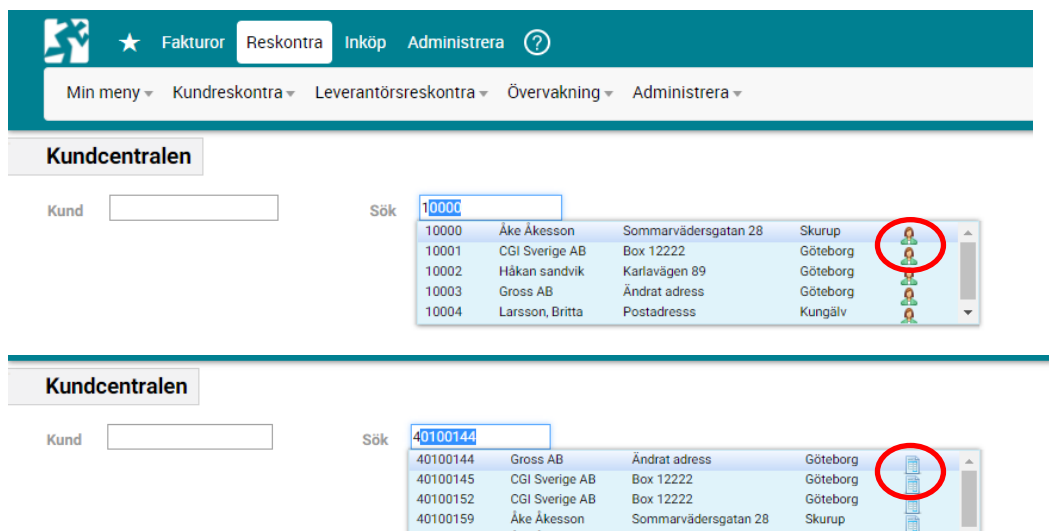 Fakturor Reskontra Inköp Administrera ?
Min meny Kundreskontra Leverantörsreskontra Övervakning Administrera
Kundcentralen
Kund Sök 10000
10000 Åke Åkesson Sommarvädersgatan 28 Skurup
10001 CGI Sverige AB Box 12222 Göteborg
10002 Håkan sandvik Karlavägen 89 Göteborg
10003 Gross AB Ändrat adress Göteborg
10004 Larsson, Britta Postadresss Kungälv
Kundcentralen
Kund Sök 40100144
40100144 Gross AB Ändrat adress Göteborg
40100145 CGI Sverige AB Box 12222 Göteborg
40100152 CGI Sverige AB Box 12222 Göteborg
40100159 Åke Åkesson Sommarvädersgatan 28 Skurup